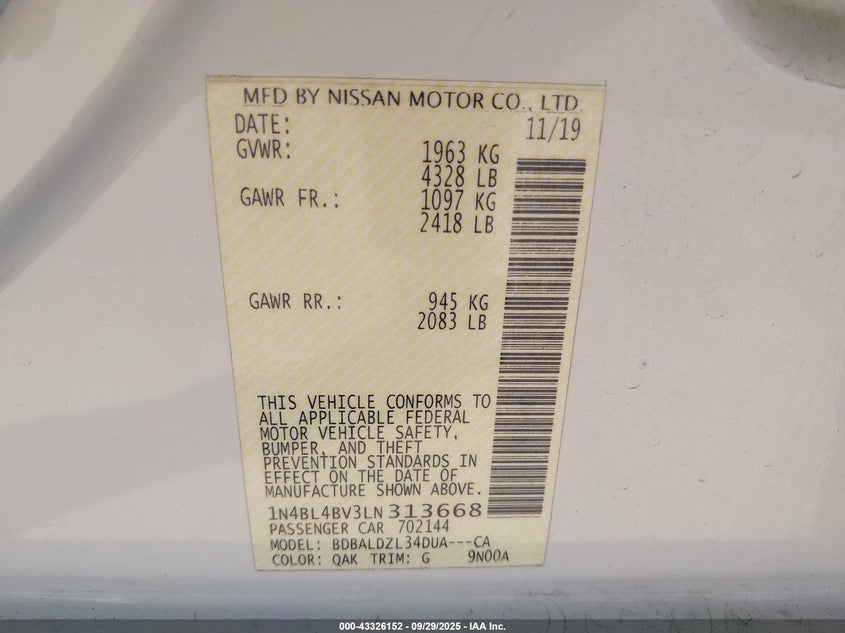 MFD BY NISSAN MOTOR CO., LTD.
DATE: 11/19
GVWR: 1963 KG
4328 LB
GAWR FR.: 1097 KG
2418 LB
GAWR RR.: 945 KG
2083 LB
THIS VEHICLE CONFORMS TO
ALL APPLICABLE FEDERAL
MOTOR VEHICLE SAFETY,
BUMPER, AND THEFT
PREVENTION STANDARDS IN
EFFECT ON THE DATE OF
MANUFACTURE SHOWN ABOVE.
1N4BL4BV3LN313668
PASSENGER CAR 702144
MODEL: BDBALDZL34DUA---CA
COLOR: QAK TRIM: G 9N00A
000-43326152 - 09/29/2025 - IAA Inc.